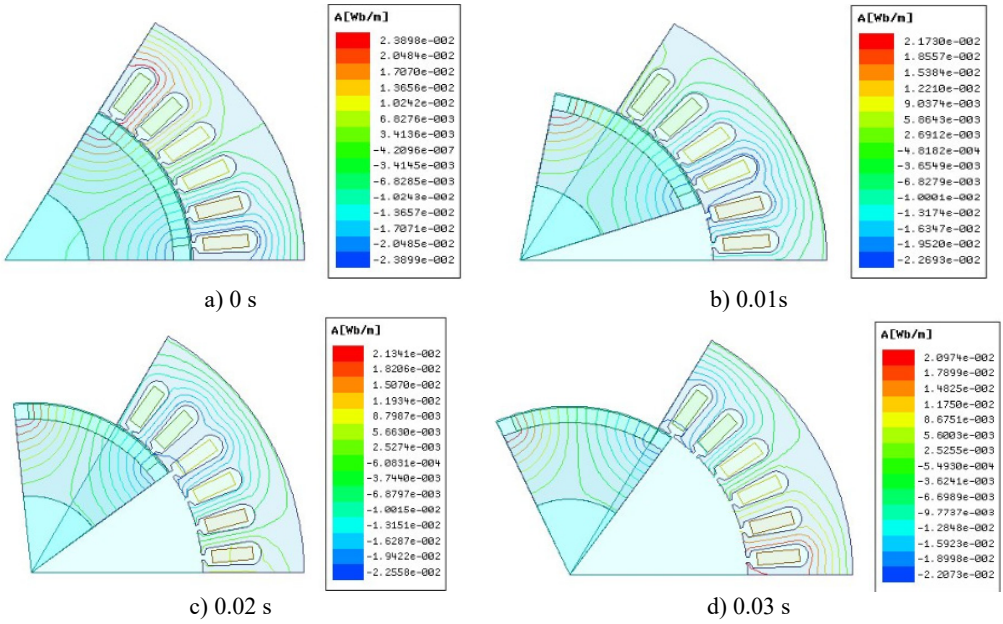 A[Wb/m]
2.3898e-002
2.0484e-002
1.7070e-002
1.3656e-002
1.0242e-002
6.8276e-003
3.4136e-003
-4.2096e-007
-3.4145e-003
-6.8285e-003
-1.0243e-002
-1.3657e-002
-1.7071e-002
-2.0485e-002
-2.3899e-002
a) 0 s
A[Wb/m]
2.1730e-002
1.8557e-002
1.5384e-002
1.2210e-002
9.0374e-003
5.8643e-003
2.6912e-003
-4.8182e-004
-3.6549e-003
-6.8279e-003
-1.0001e-002
-1.3174e-002
-1.6347e-002
-1.9520e-002
-2.2693e-002
b) 0.01s
A[Wb/m]
2.1341e-002
1.8206e-002
1.5070e-002
1.1934e-002
8.7987e-003
5.6630e-003
2.5274e-003
-6.0831e-004
-3.7440e-003
-6.8797e-003
-1.0015e-002
-1.3151e-002
-1.6287e-002
-1.9422e-002
-2.2558e-002
c) 0.02 s
A[Wb/m]
2.0974e-002
1.7899e-002
1.4825e-002
1.1750e-002
8.6751e-003
5.6003e-003
2.5255e-003
-5.4930e-004
-3.6241e-003
-6.6989e-003
-9.7737e-003
-1.2848e-002
-1.5923e-002
-1.8998e-002
-2.2073e-002
d) 0.03 s